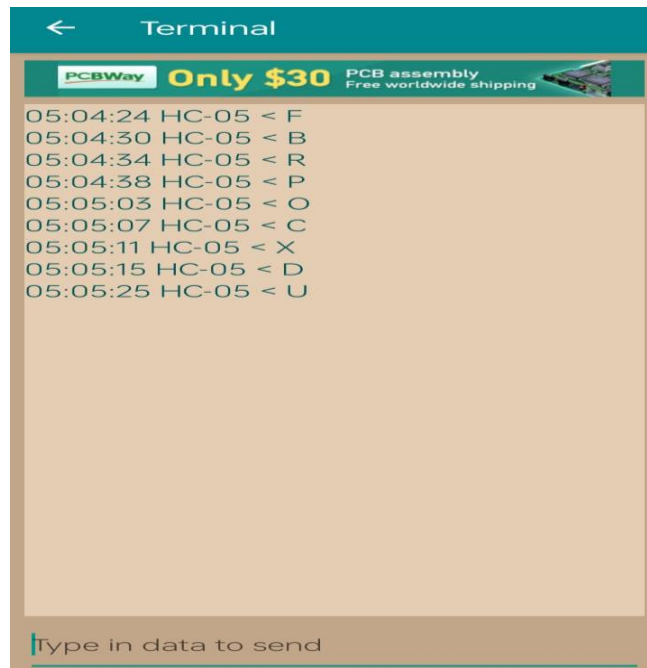 ← Terminal
PCBWay Only $30 PCB assembly
Free worldwide shipping
05:04:24 HC-05 < F
05:04:30 HC-05 < B
05:04:34 HC-05 < R
05:04:38 HC-05 < P
05:05:03 HC-05 < O
05:05:07 HC-05 < C
05:05:11 HC-05 < X
05:05:15 HC-05 < D
05:05:25 HC-05 < U
Type in data to send